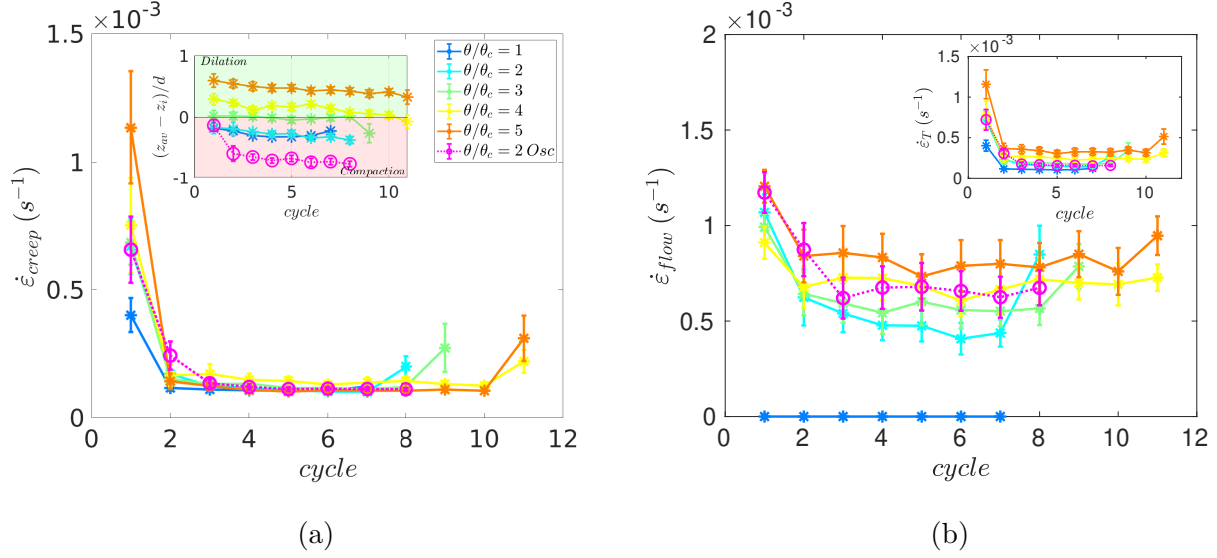 ×10⁻³
1.5
1
0.5
0
0 2 4 6 8 10 12
ε̇creep (s⁻¹)
cycle
1
0
-1
0 5 10
(zav − zi)/d
cycle
Dilation
Compaction
θ/θc = 1
θ/θc = 2
θ/θc = 3
θ/θc = 4
θ/θc = 5
θ/θc = 2 Osc
(a)
×10⁻³
2
1.5
1
0.5
0
0 2 4 6 8 10 12
ε̇flow (s⁻¹)
cycle
×10⁻³
1.5
1
0.5
0
0 5 10
ε̇T (s⁻¹)
cycle
(b)